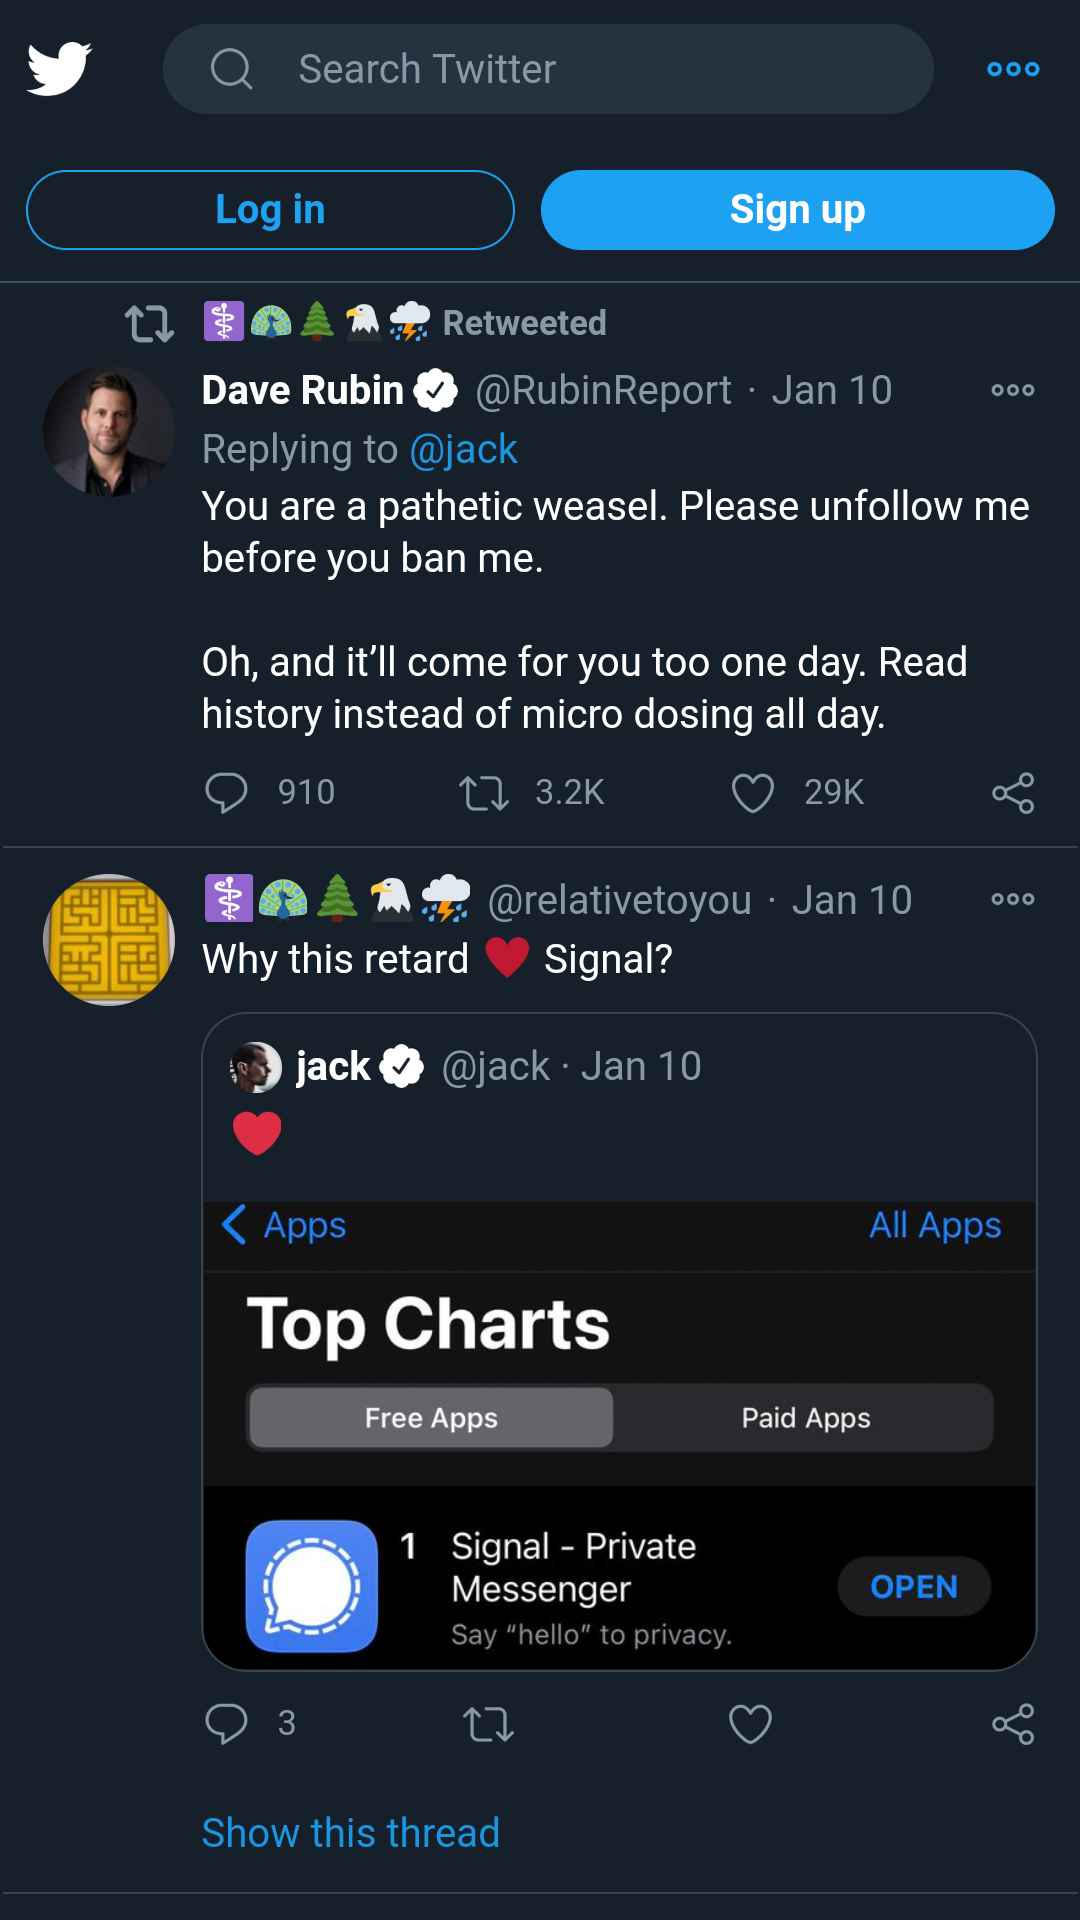 Search Twitter
Log in
Sign up
Retweeted
Dave Rubin @RubinReport · Jan 10
Replying to @jack
You are a pathetic weasel. Please unfollow me
before you ban me.
Oh, and it’ll come for you too one day. Read
history instead of micro dosing all day.
910 3.2K 29K
@relativetoyou · Jan 10
Why this retard ❤️ Signal?
jack @jack · Jan 10
❤️
Apps All Apps
Top Charts
Free Apps Paid Apps
1 Signal - Private
Messenger
OPEN
Say “hello” to privacy.
3
Show this thread